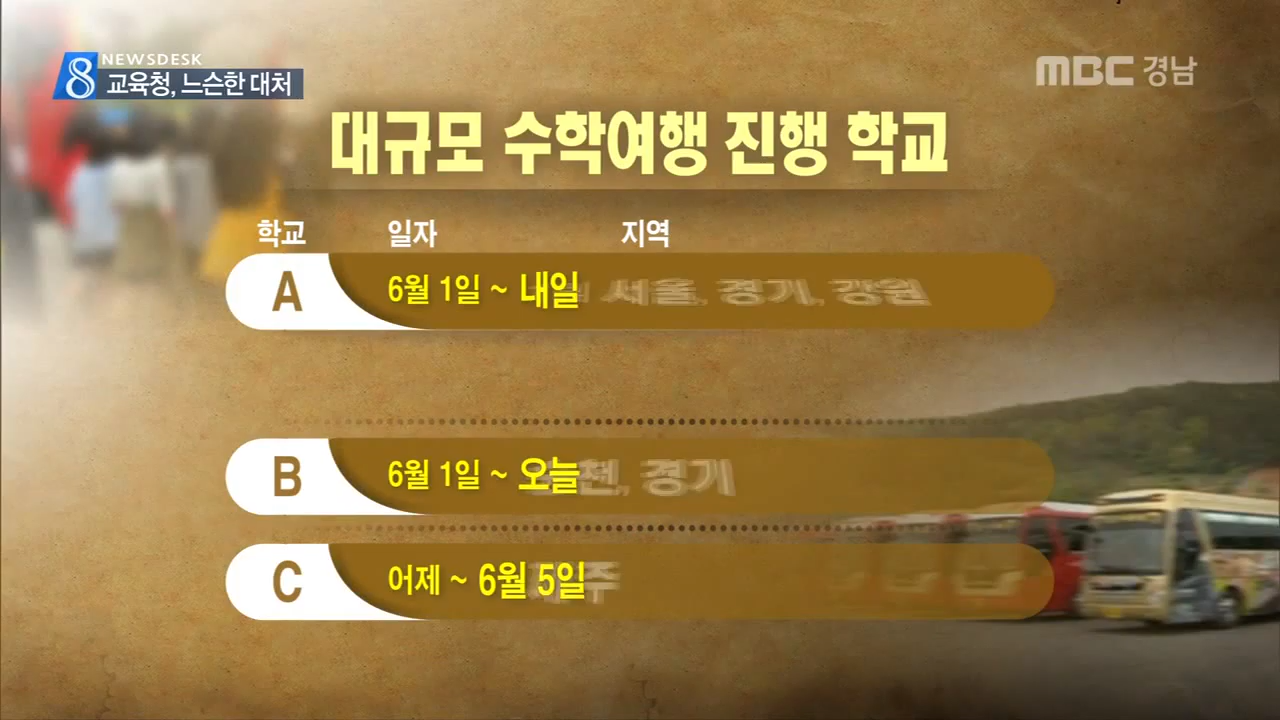 NEWSDESK
8 교육청, 느슨한 대처
MBC 경남
대규모 수학여행 진행 학교
학교 일자 지역
A 6월 1일 ~ 내일 서울, 경기, 강원
B 6월 1일 ~ 오늘 경기
C 어제 ~ 6월 5일